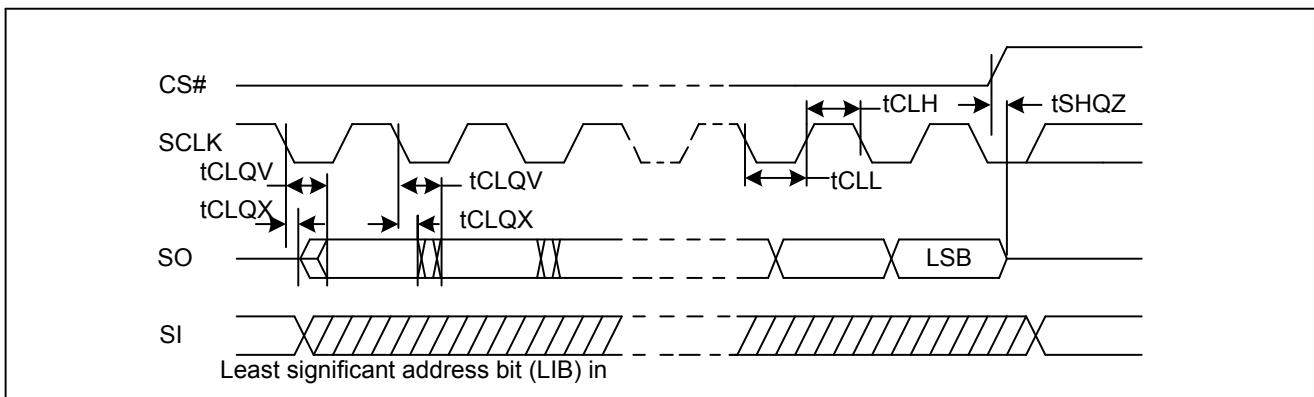 CS#
tCLH
tSHQZ
SCLK
tCLQV
tCLQV
tCLL
tCLQX
tCLQX
SO
LSB
SI
Least significant address bit (LIB) in